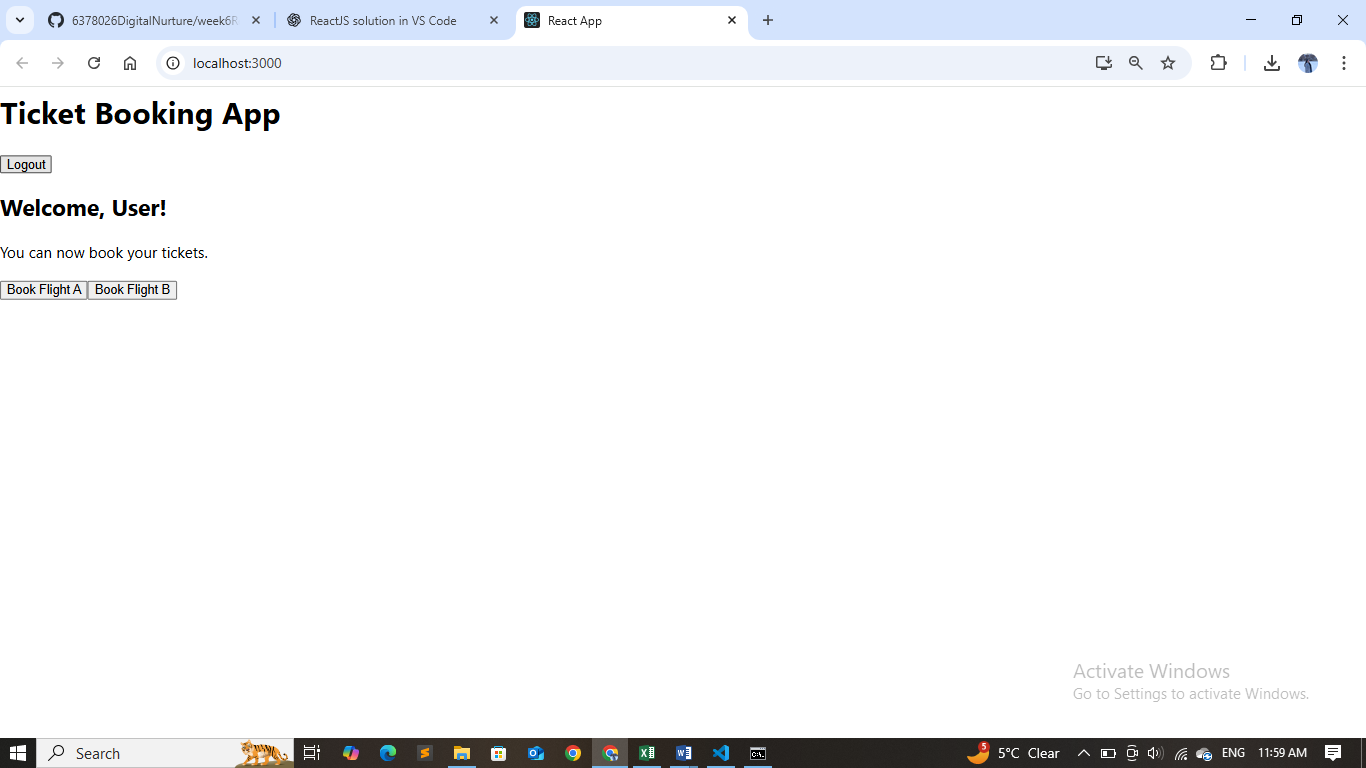 6378026DigitalNurture/week6R
ReactJS solution in VS Code
React App
localhost:3000
Ticket Booking App
Logout
Welcome, User!
You can now book your tickets.
Book Flight A Book Flight B
Activate Windows
Go to Settings to activate Windows.
Search
5
5°C Clear
ENG
11:59 AM